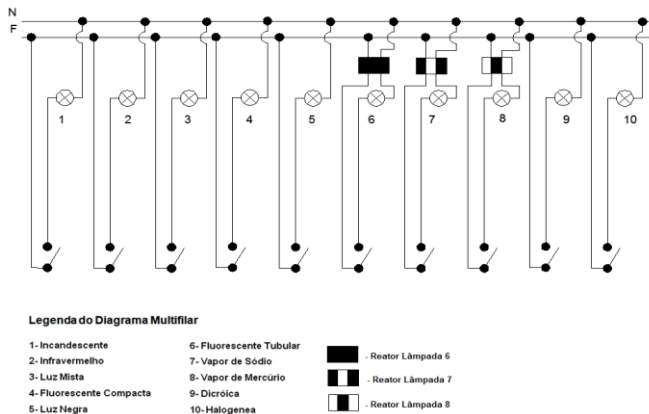 N
F
1 2 3 4 5 6 7 8 9 10
Legenda do Diagrama Multifilar
1- Incandescente
2- Infravermelho
3- Luz Mista
4- Fluorescente Compacta
5- Luz Negra
6- Fluorescente Tubular
7- Vapor de Sódio
8- Vapor de Mercúrio
9- Dicróica
10- Halogenea
- Reator Lâmpada 6
- Reator Lâmpada 7
- Reator Lâmpada 8